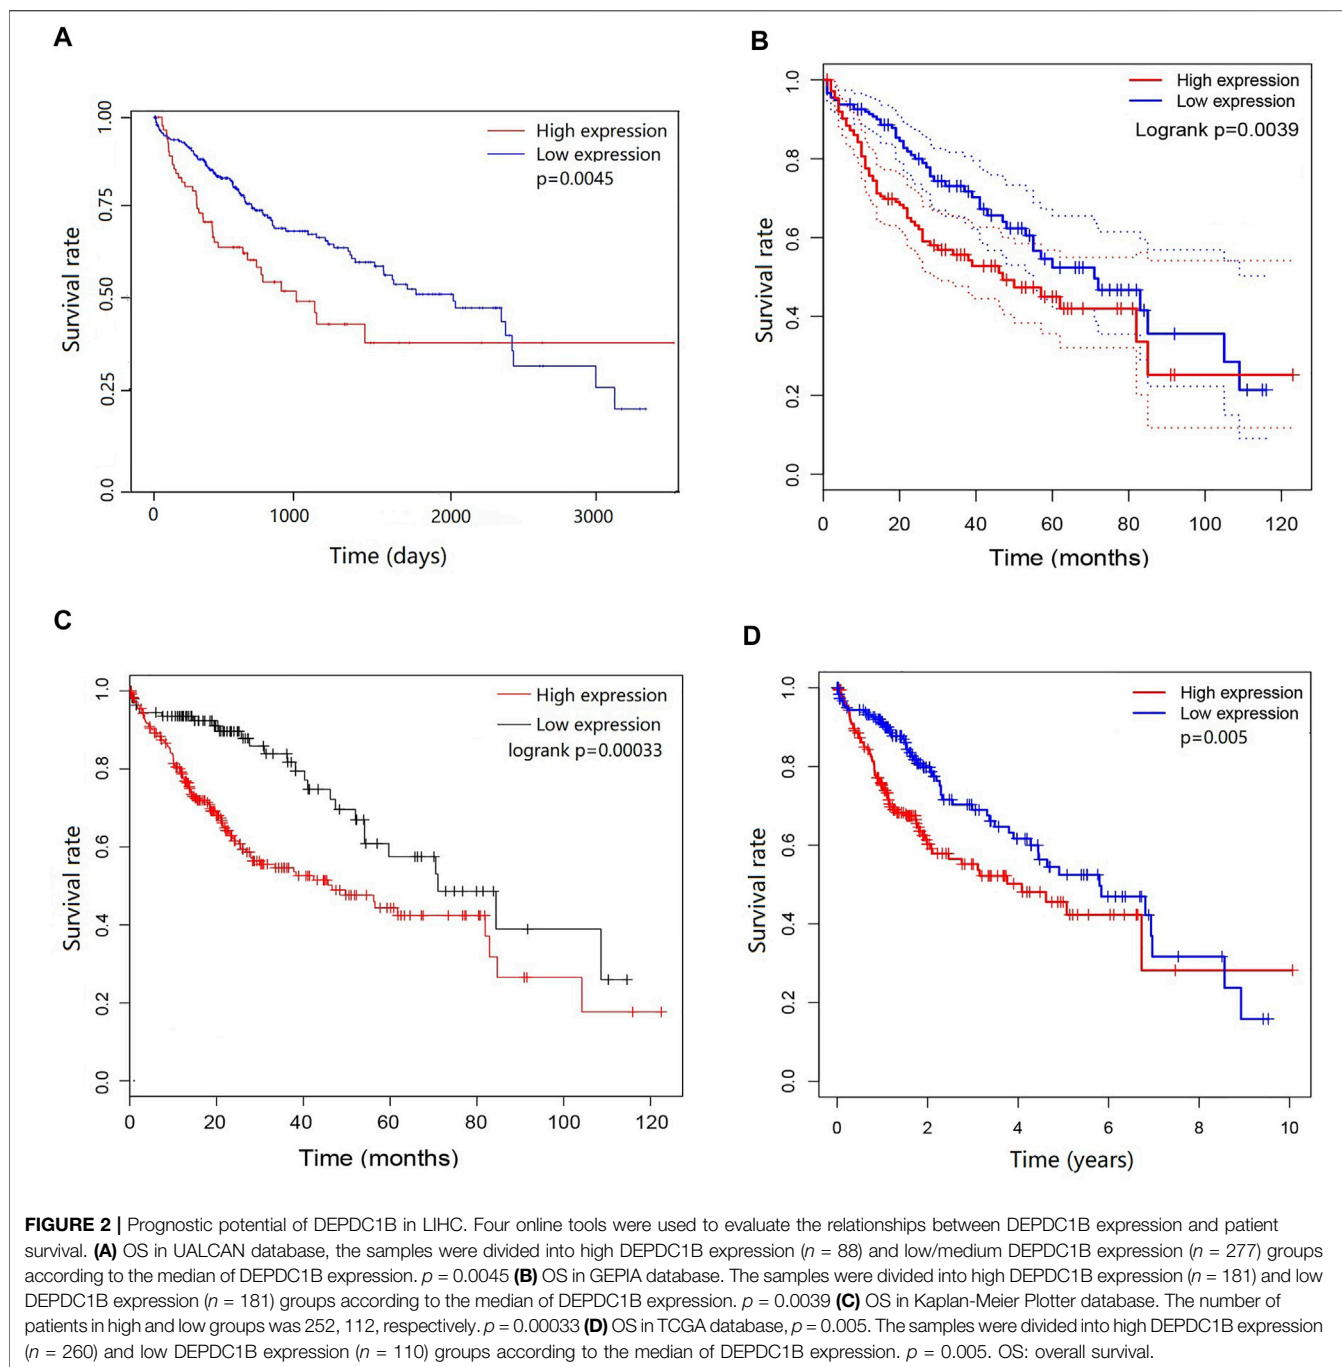 A
High expression
Low expression
p=0.0045
1.00
0.75
0.50
0.25
0.0
Survival rate
0 1000 2000 3000
Time (days)
B
High expression
Low expression
Logrank p=0.0039
1.0
0.8
0.6
0.4
0.2
0.0
Survival rate
0 20 40 60 80 100 120
Time (months)
C
High expression
Low expression
logrank p=0.00033
1.0
0.8
0.6
0.4
0.2
0.0
Survival rate
0 20 40 60 80 100 120
Time (months)
D
High expression
Low expression
p=0.005
1.0
0.8
0.6
0.4
0.2
0.0
Survival rate
0 2 4 6 8 10
Time (years)
FIGURE 2 | Prognostic potential of DEPDC1B in LIHC. Four online tools were used to evaluate the relationships between DEPDC1B expression and patient
survival. (A) OS in UALCAN database, the samples were divided into high DEPDC1B expression (n = 88) and low/medium DEPDC1B expression (n = 277) groups
according to the median of DEPDC1B expression. p = 0.0045 (B) OS in GEPIA database. The samples were divided into high DEPDC1B expression (n = 181) and low
DEPDC1B expression (n = 181) groups according to the median of DEPDC1B expression. p = 0.0039 (C) OS in Kaplan-Meier Plotter database. The number of
patients in high and low groups was 252, 112, respectively. p = 0.00033 (D) OS in TCGA database, p = 0.005. The samples were divided into high DEPDC1B expression
(n = 260) and low DEPDC1B expression (n = 110) groups according to the median of DEPDC1B expression. p = 0.005. OS: overall survival.